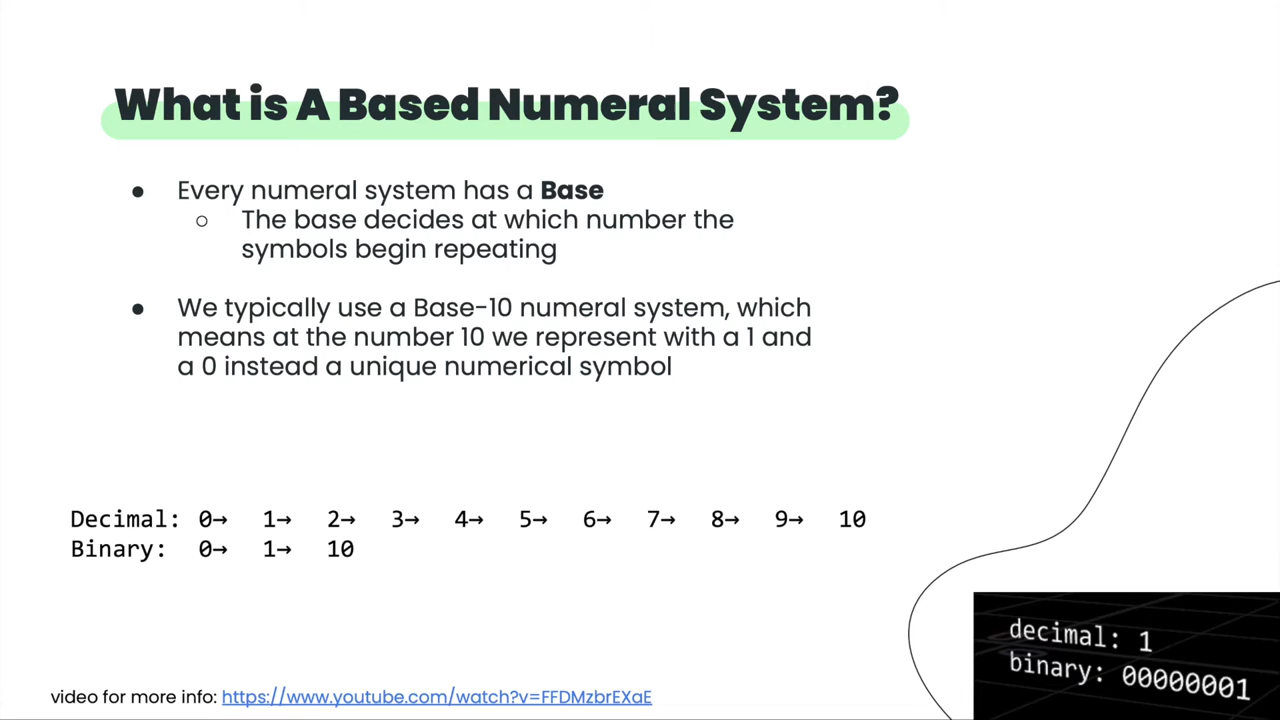 What is A Based Numeral System?
● Every numeral system has a Base
○ The base decides at which number the
symbols begin repeating
● We typically use a Base-10 numeral system, which
means at the number 10 we represent with a 1 and
a 0 instead a unique numerical symbol
Decimal: 0→ 1→ 2→ 3→ 4→ 5→ 6→ 7→ 8→ 9→ 10
Binary: 0→ 1→ 10
decimal: 1
binary: 00000001
video for more info: https://www.youtube.com/watch?v=FFDMzbrEXaE